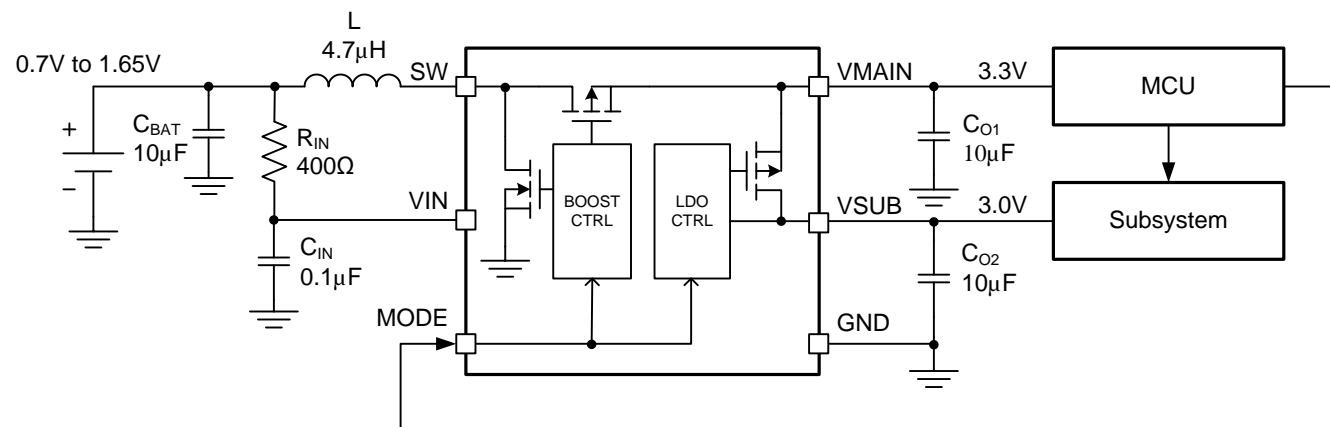 L
4.7μH
0.7V to 1.65V
SW
VMAIN
3.3V
MCU
+
C_BAT
10μF
−
R_IN
400Ω
C_O1
10μF
VIN
BOOST
CTRL
LDO
CTRL
VSUB
3.0V
Subsystem
C_IN
0.1μF
C_O2
10μF
MODE
GND